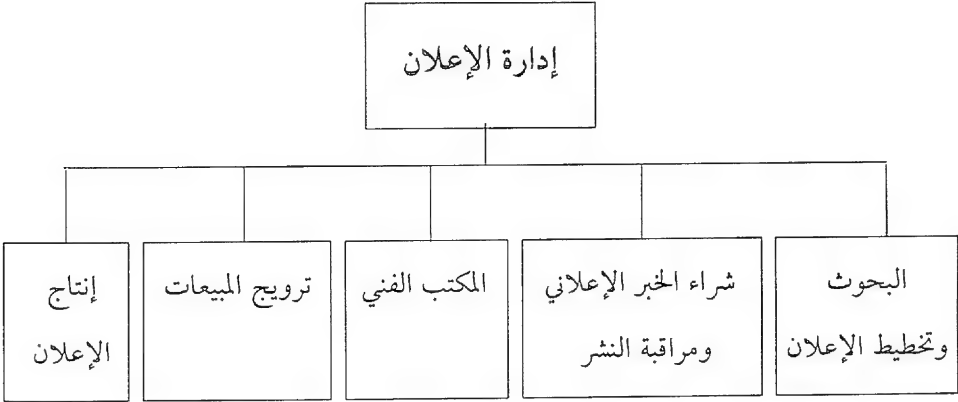 إدارة الإعلان
البحوث
وتخطيط الإعلان
شراء الخبر الإعلاني
ومراقبة النشر
المكتب الفني
ترويج المبيعات
إنتاج
الإعلان